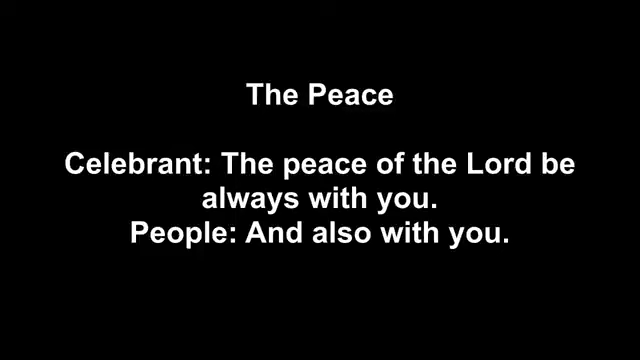 The Peace
Celebrant: The peace of the Lord be
always with you.
People: And also with you.